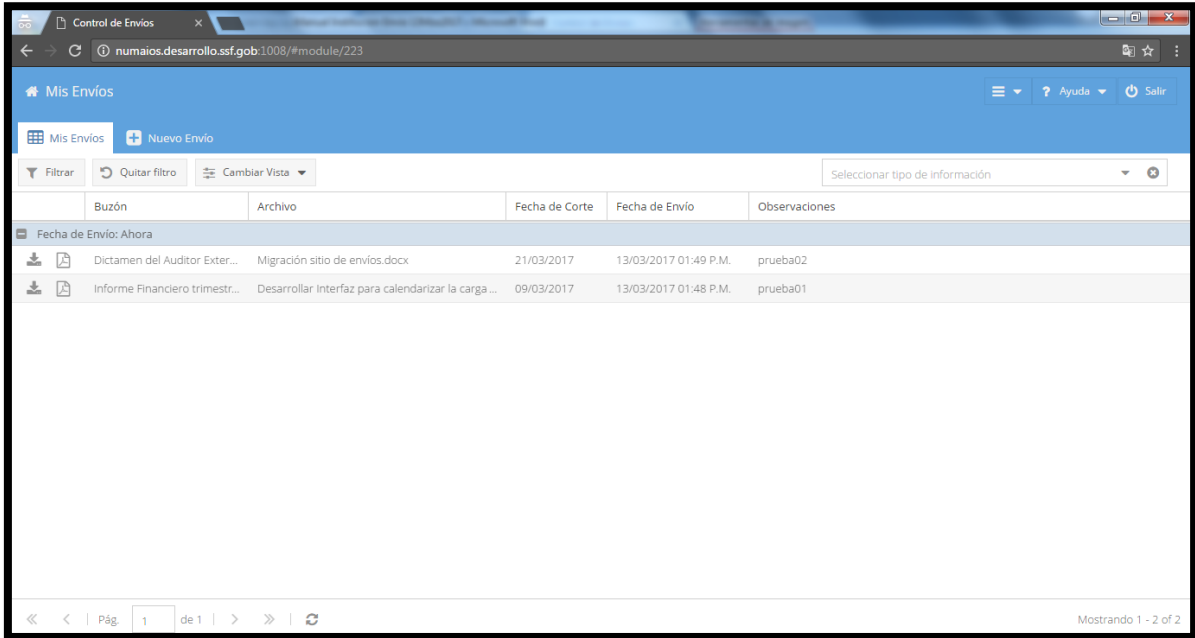 Control de Envíos
numaios.desarrollo.ssf.gob:1008/#module/223
Mis Envíos
? Ayuda Salir
Mis Envíos Nuevo Envío
Filtrar Quitar filtro Cambiar Vista Seleccionar tipo de información
Buzón Archivo Fecha de Corte Fecha de Envío Observaciones
Fecha de Envío: Ahora
Dictamen del Auditor Exter... Migración sitio de envíos.docx 21/03/2017 13/03/2017 01:49 P.M. prueba02
Informe Financiero trimestr... Desarrollar Interfaz para calendarizar la carga ... 09/03/2017 13/03/2017 01:48 P.M. prueba01
Pág. 1 de 1 Mostrando 1 - 2 of 2